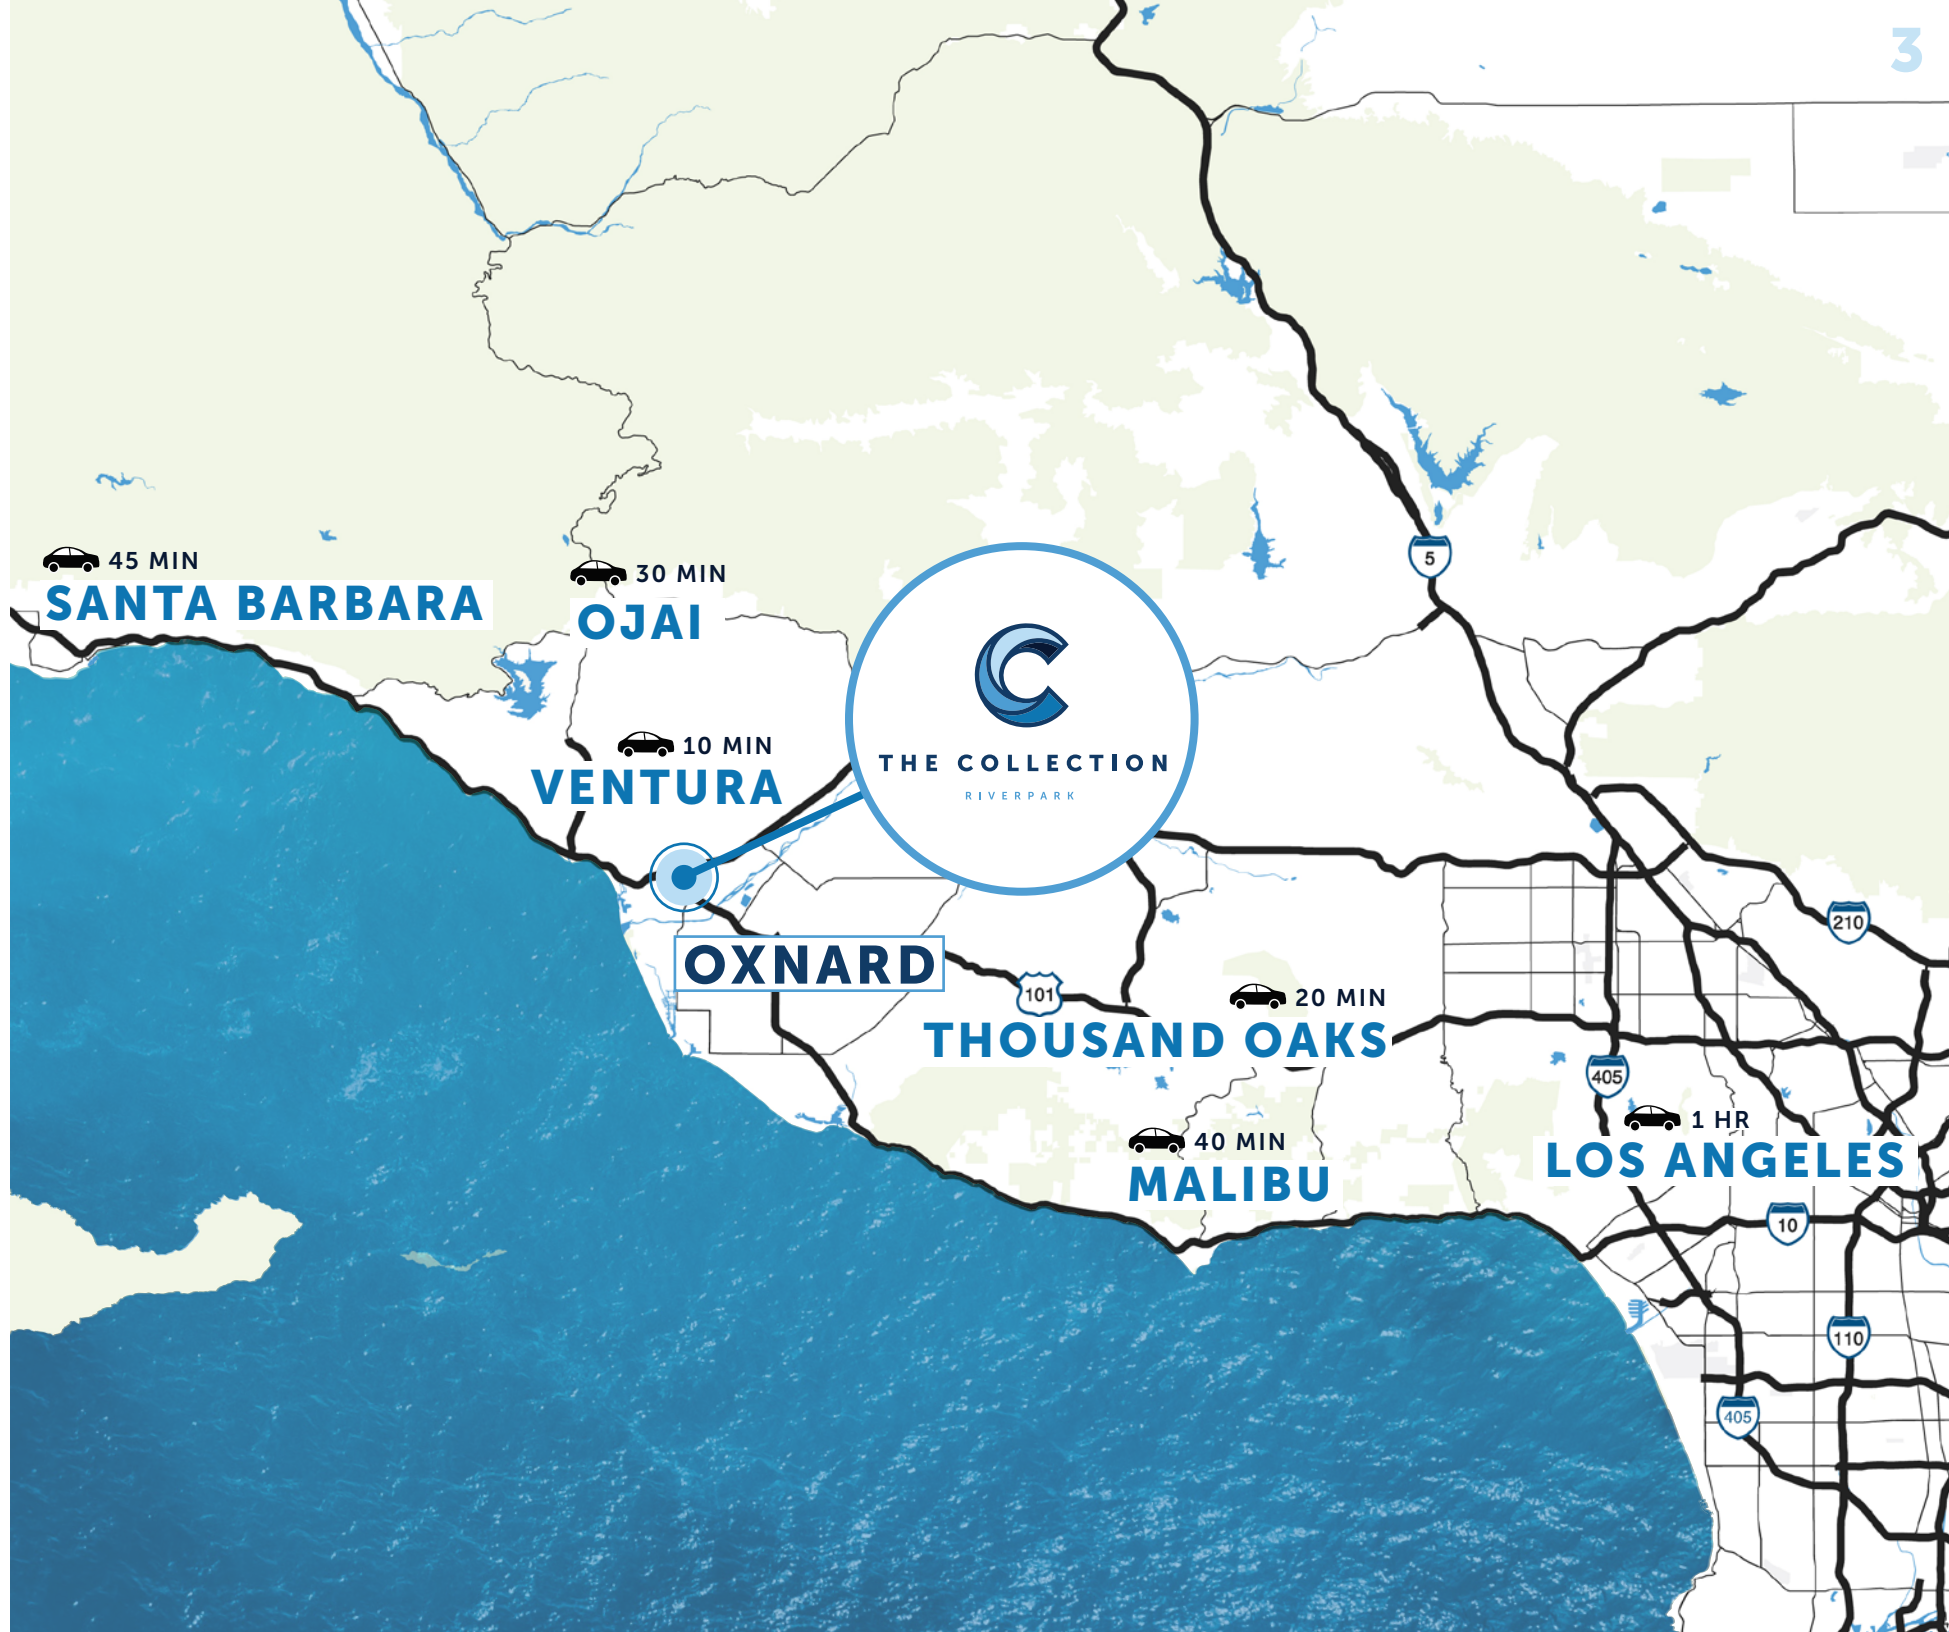 3
5
45 MIN
SANTA BARBARA
30 MIN
OJAI
THE COLLECTION
RIVERPARK
10 MIN
VENTURA
210
OXNARD
101
20 MIN
THOUSAND OAKS
405
1 HR
LOS ANGELES
40 MIN
MALIBU
10
110
405